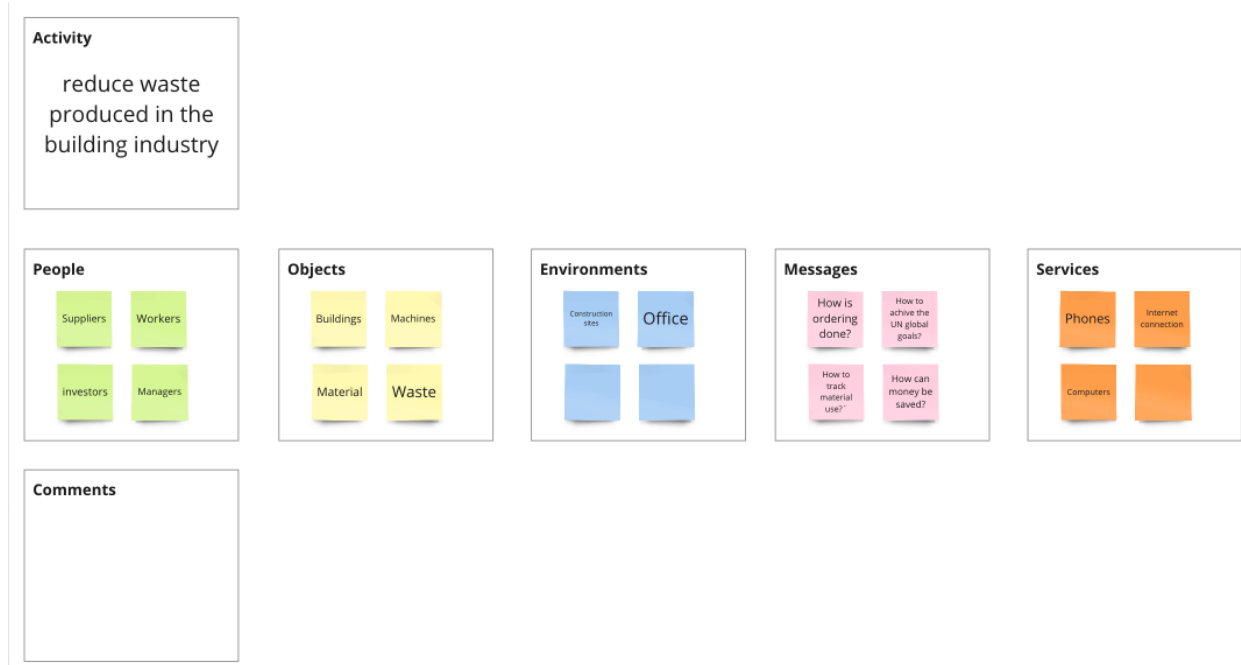 Activity
reduce waste
produced in the
building industry
People
Suppliers
Workers
investors
Managers
Objects
Buildings
Machines
Material
Waste
Environments
Construction
sites
Office
Messages
How is
ordering
done?
How to
achive the
UN global
goals?
How to
track
material
use?`
How can
money be
saved?
Services
Phones
Internet
connection
Computers
Comments